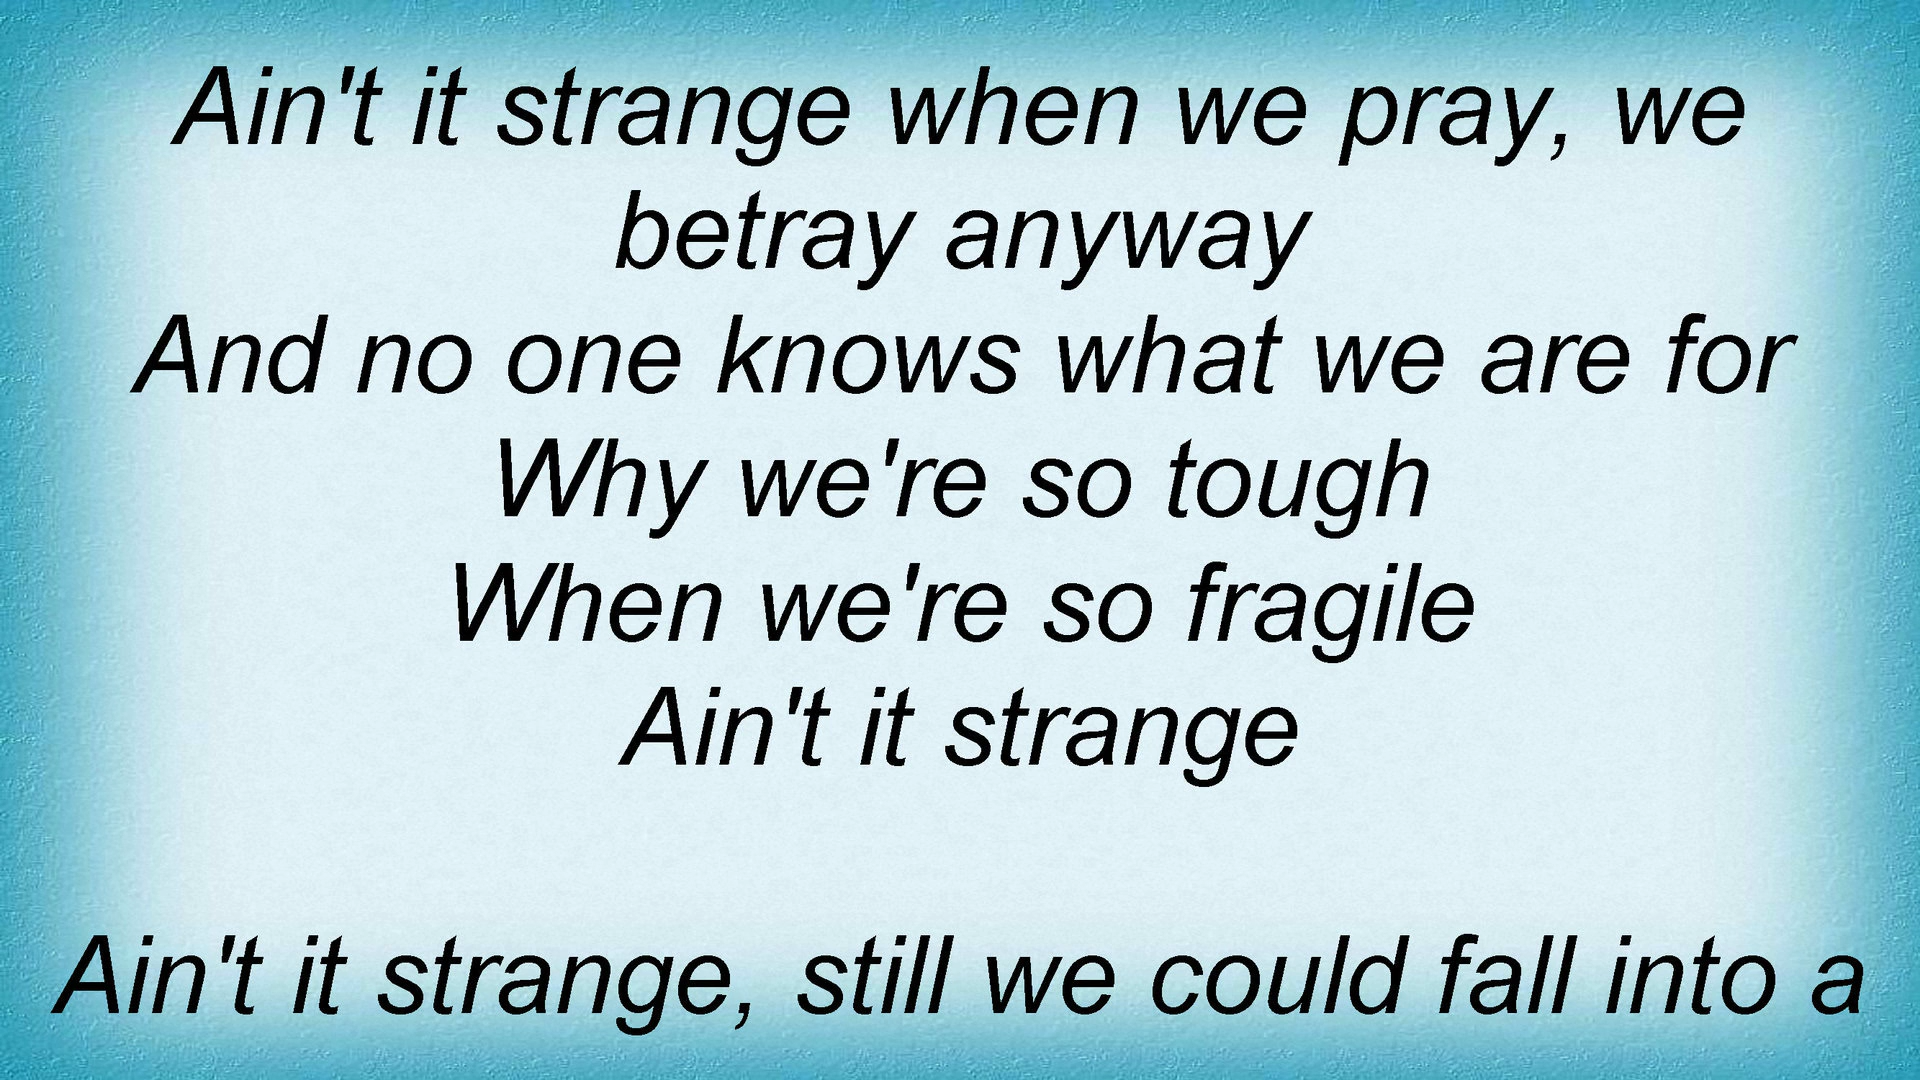 Ain't it strange when we pray, we
betray anyway
And no one knows what we are for
Why we're so tough
When we're so fragile
Ain't it strange
Ain't it strange, still we could fall into a